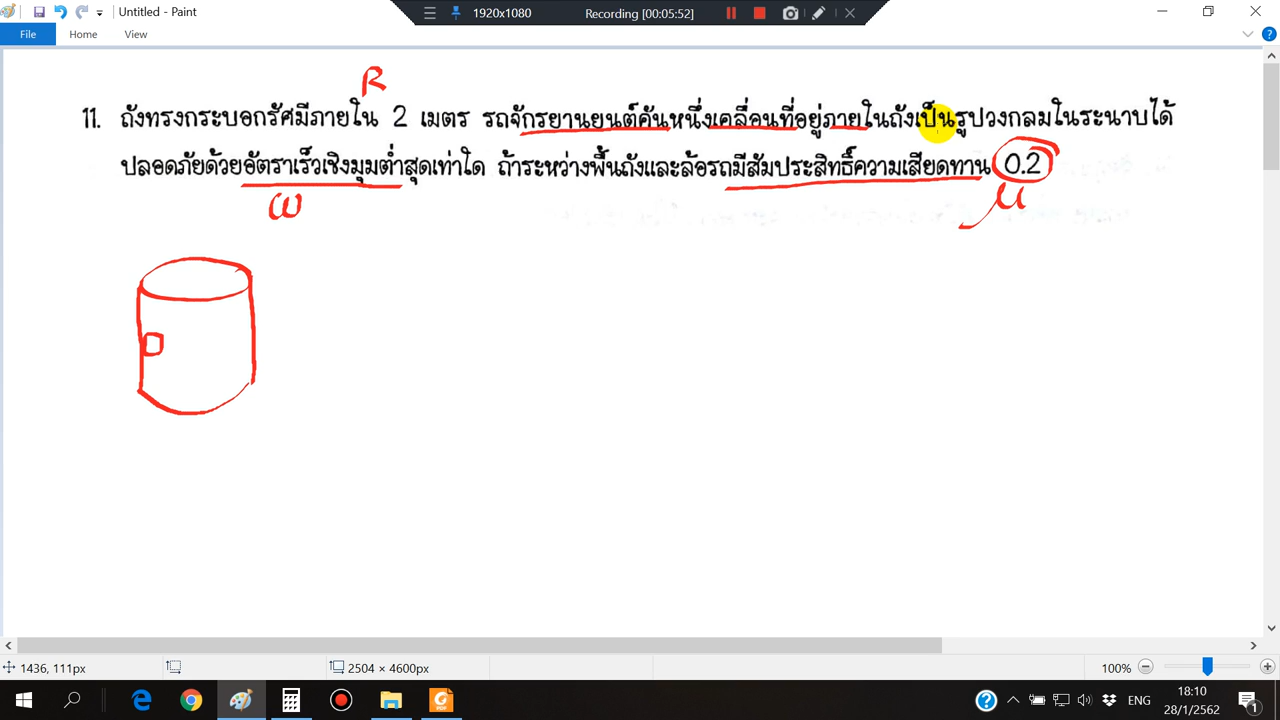 Untitled - Paint
1920x1080
Recording [00:05:52]
File
Home
View
R
11. ถังทรงกระบอกรัศมีภายใน 2 เมตร รถจักรยานยนต์คันหนึ่งเคลื่อนที่อยู่ภายในถังเป็นรูปวงกลมในระนาบได้
ปลอดภัยด้วยอัตราเร็วเชิงมุมต่ำสุดเท่าใด ถ้าระหว่างพื้นถังและล้อรถมีสัมประสิทธิ์ความเสียดทาน 0.2
ω
μ
1436, 111px
2504 × 4600px
100%
ENG
18:10
28/1/2562
1